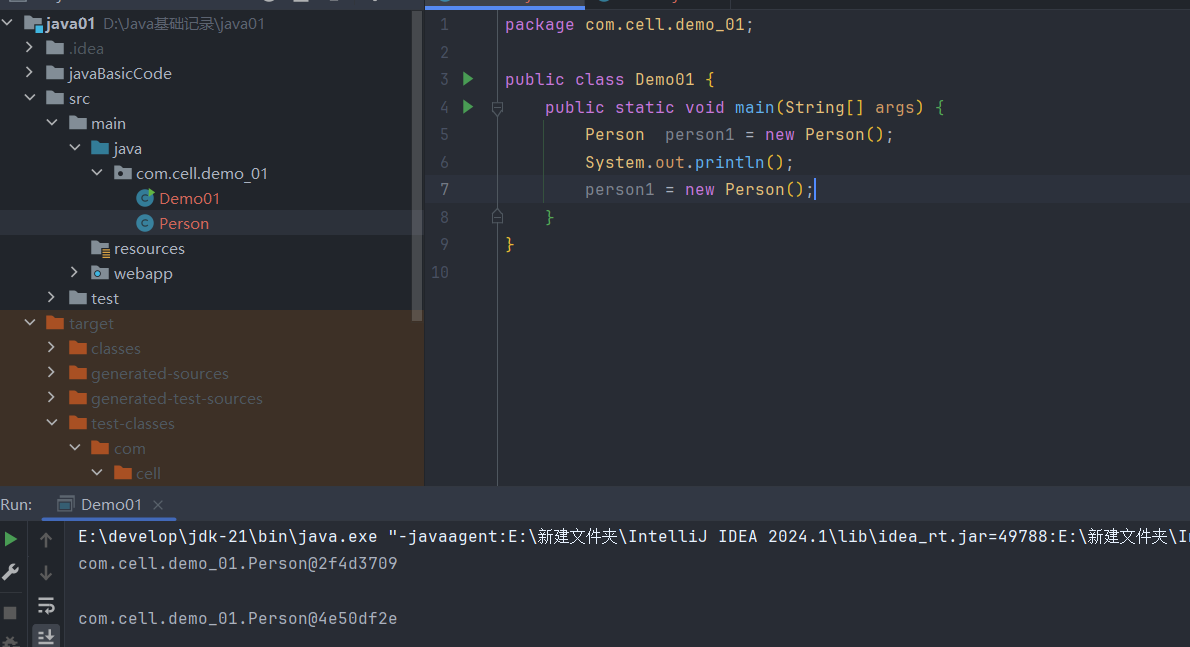 java01 D:\Java基础记录\java01
.idea
javaBasicCode
src
main
java
com.cell.demo_01
Demo01
Person
resources
webapp
test
target
classes
generated-sources
generated-test-sources
test-classes
com
cell
1 package com.cell.demo_01;
2
3 public class Demo01 {
4 public static void main(String[] args) {
5 Person  person1 = new Person();
6 System.out.println();
7 person1 = new Person();
8 }
9 }
10
Run: Demo01
E:\develop\jdk-21\bin\java.exe "-javaagent:E:\新建文件夹\IntelliJ IDEA 2024.1\lib\idea_rt.jar=49788:E:\新建文件夹\I
com.cell.demo_01.Person@2f4d3709
com.cell.demo_01.Person@4e50df2e